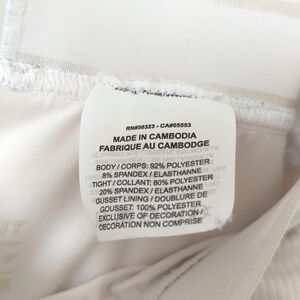 RN#56323 - CA#05553
MADE IN CAMBODIA
FABRIQUE AU CAMBODGE
BODY / CORPS: 92% POLYESTER
8% SPANDEX / ELASTHANNE
TIGHT / COLLANT: 80% POLYESTER
20% SPANDEX / ELASTHANNE
GUSSET LINING / DOUBLURE DE
GOUSSET: 100% POLYESTER
EXCLUSIVE OF DECORATION /
DECORATION NON COMPRISE